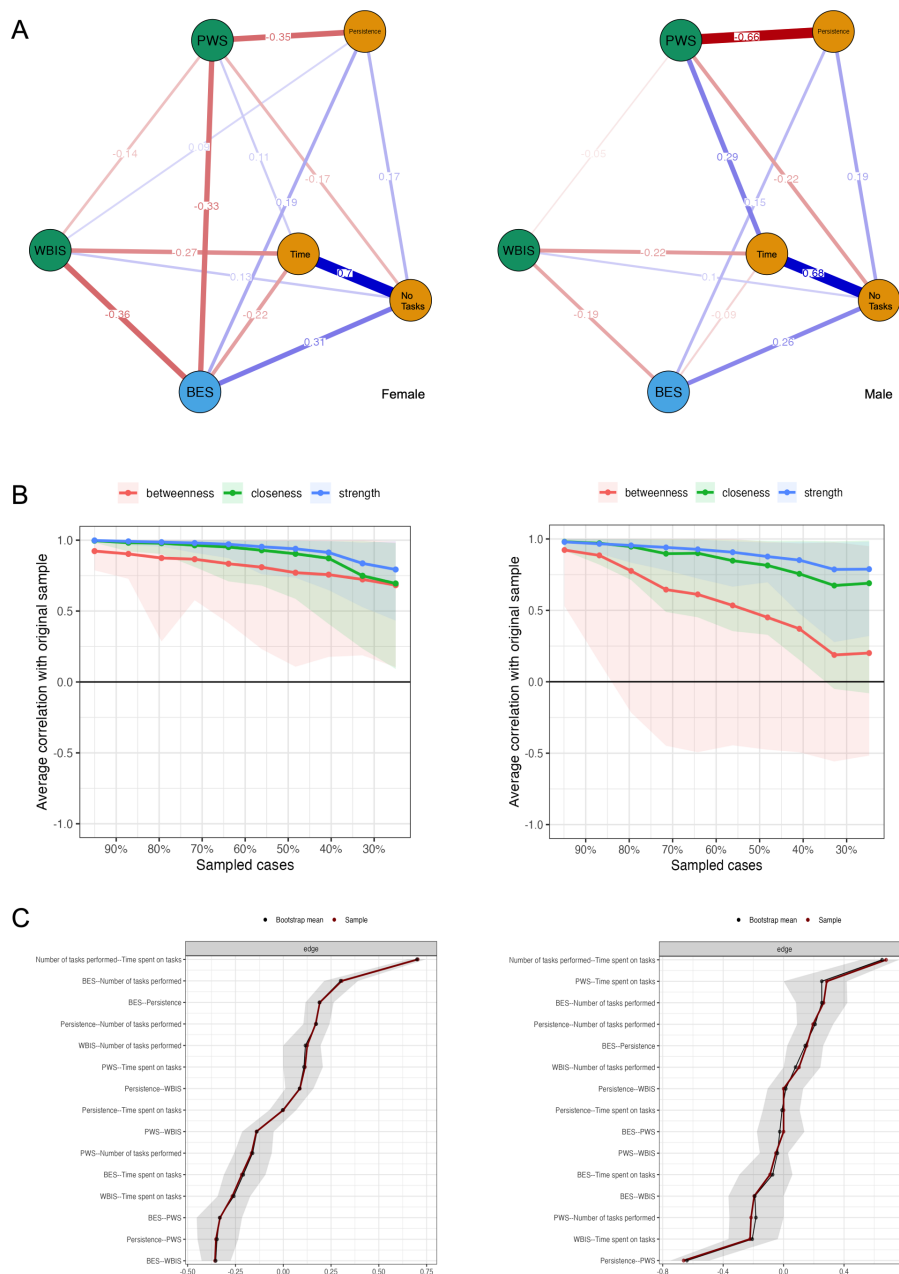 A
PWS
-0.35
Persistence
PWS
-0.66
Persistence
-0.14
0.09
0.11
-0.17
0.17
-0.05
0.29
-0.22
0.19
-0.33
0.19
0.15
WBIS
-0.27
Time
0.7
WBIS
-0.22
Time
0.68
0.13
No
Tasks
0.1
No
Tasks
-0.36
-0.22
0.31
-0.19
-0.09
0.26
BES
Female
BES
Male
B
betweenness closeness strength
betweenness closeness strength
Average correlation with original sample
1.0
0.5
0.0
-0.5
-1.0
90% 80% 70% 60% 50% 40% 30%
Sampled cases
Average correlation with original sample
1.0
0.5
0.0
-0.5
-1.0
90% 80% 70% 60% 50% 40% 30%
Sampled cases
C
Bootstrap mean Sample
edge
Number of tasks performed--Time spent on tasks
BES--Number of tasks performed
BES--Persistence
Persistence--Number of tasks performed
WBIS--Number of tasks performed
PWS--Time spent on tasks
Persistence--WBIS
Persistence--Time spent on tasks
PWS--WBIS
PWS--Number of tasks performed
BES--Time spent on tasks
WBIS--Time spent on tasks
BES--PWS
Persistence--PWS
BES--WBIS
-0.50 -0.25 0.00 0.25 0.50 0.75
Bootstrap mean Sample
edge
Number of tasks performed--Time spent on tasks
PWS--Time spent on tasks
BES--Number of tasks performed
Persistence--Number of tasks performed
BES--Persistence
WBIS--Number of tasks performed
Persistence--WBIS
Persistence--Time spent on tasks
BES--PWS
PWS--WBIS
BES--Time spent on tasks
BES--WBIS
PWS--Number of tasks performed
WBIS--Time spent on tasks
Persistence--PWS
-0.8 -0.4 0.0 0.4